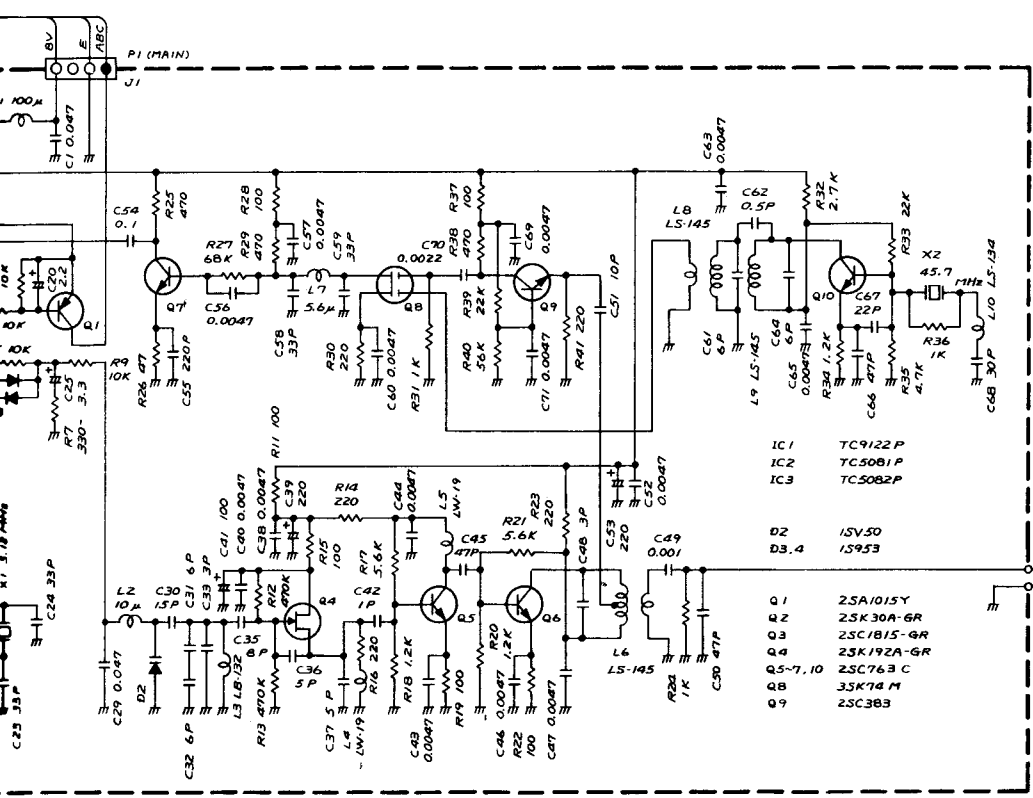 8V
E
ABC
P1 (MAIN)
J1
100μ
C1 0.047
C54
0.1
R25
470
R28
100
R29
470
C57
0.0047
C59
33P
R27
68K
C56
0.0047
L7
5.6μ
C58
33P
Q7
R26 47
C55 220P
C70
0.0022
Q8
R30
220
C60 0.0047
R31 1K
R37
100
R38
470
R39
22K
R40
56K
C69
0.0047
Q9
C71 0.0047
R41 220
C51 10P
C63
0.0047
L8
LS-145
C62
0.5P
C61
6P
L9 LS-145
C64
6P
C65
0.0047
R32
2.7K
Q10
R33
22K
C67
22P
R34 1.2K
C66 47P
R35
4.7K
X2
45.7
MHz
R36
1K
L10 LS-134
C68 30P
10K
C20
2.2
Q1
10K
10K
C25
3.3
R7
330
R9
10K
X1
C24 33P
C23 33P
C29 0.047
L2
10μ
D2
C30
15P
C31 6P
C32 6P
C33 3P
L3 LB-132
C35
8P
C41 100
C40 0.0047
C38 0.0047
C39
220
R11 100
R12
470K
R13 470K
R15
100
Q4
C36
5P
C37 5P
L4
LW-19
R14
220
R17
5.6K
C42
1P
R16 220
R18 1.2K
C44
0.0047
L5
LW-19
C45
47P
Q5
C43
0.0047
R19 100
R21
5.6K
R23
220
R20
1.2K
Q6
C46 0.0047
R22
100
C47 0.0047
C48 3P
C53
220
C52
0.0047
L6
LS-145
C49
0.001
R24
1K
C50 47P
IC1 TC9122P
IC2 TC5081P
IC3 TC5082P
D2 1SV50
D3,4 1S953
Q1 2SA1015Y
Q2 2SK30A-GR
Q3 2SC1815-GR
Q4 2SK192A-GR
Q5~7,10 2SC763 C
Q8 3SK74 M
Q9 2SC383